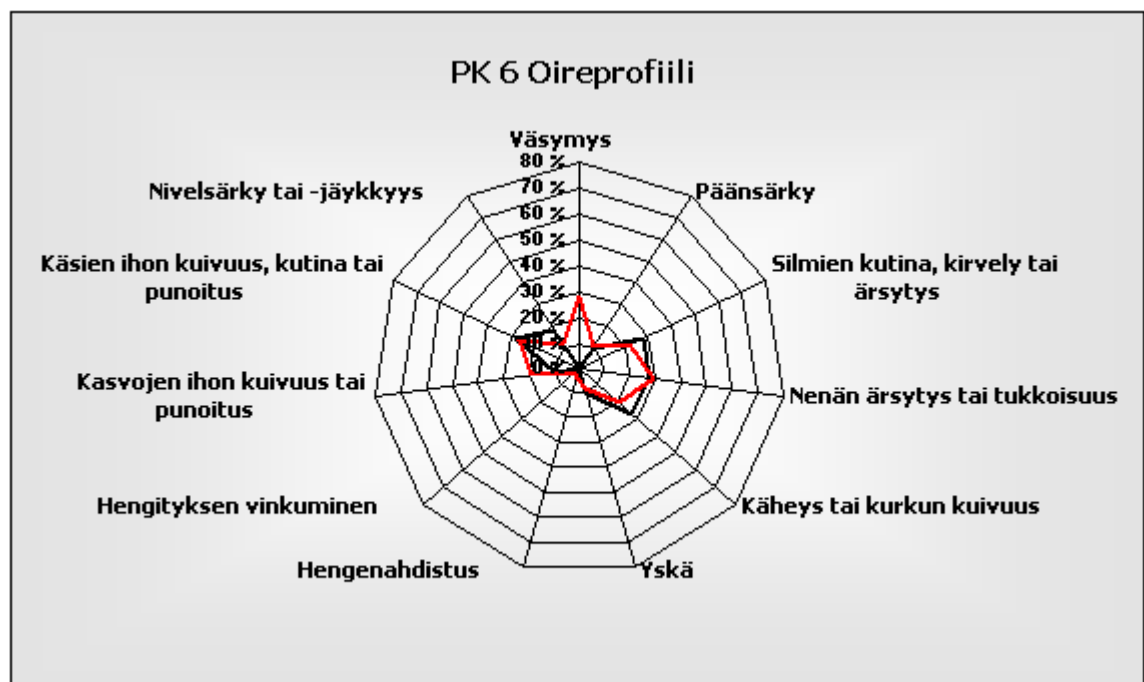 PK 6 Oireprofiili
Väsymys
80 %
70 %
60 %
50 %
40 %
30 %
20 %
Päänsärky
Silmien kutina, kirvely tai
ärsytys
Nenän ärsytys tai tukkoisuus
Käheys tai kurkun kuivuus
Yskä
Hengenahdistus
Hengityksen vinkuminen
Kasvojen ihon kuivuus tai
punoitus
Käsien ihon kuivuus, kutina tai
punoitus
Nivelsärky tai -jäykkyys